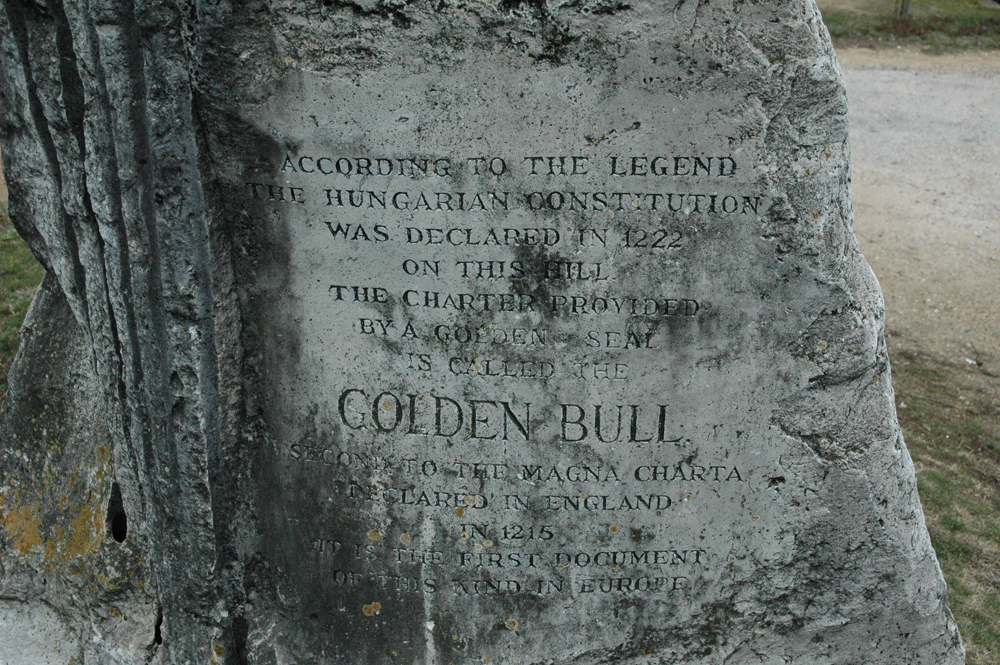 ACCORDING TO THE LEGEND
THE HUNGARIAN CONSTITUTION
WAS DECLARED IN 1222
ON THIS HILL
THE CHARTER PROVIDED
BY A GOLDEN SEAL
IS CALLED THE
GOLDEN BULL
SECOND TO THE MAGNA CHARTA
DECLARED IN ENGLAND
IN 1215
IT IS THE FIRST DOCUMENT
OF THIS KIND IN EUROPE